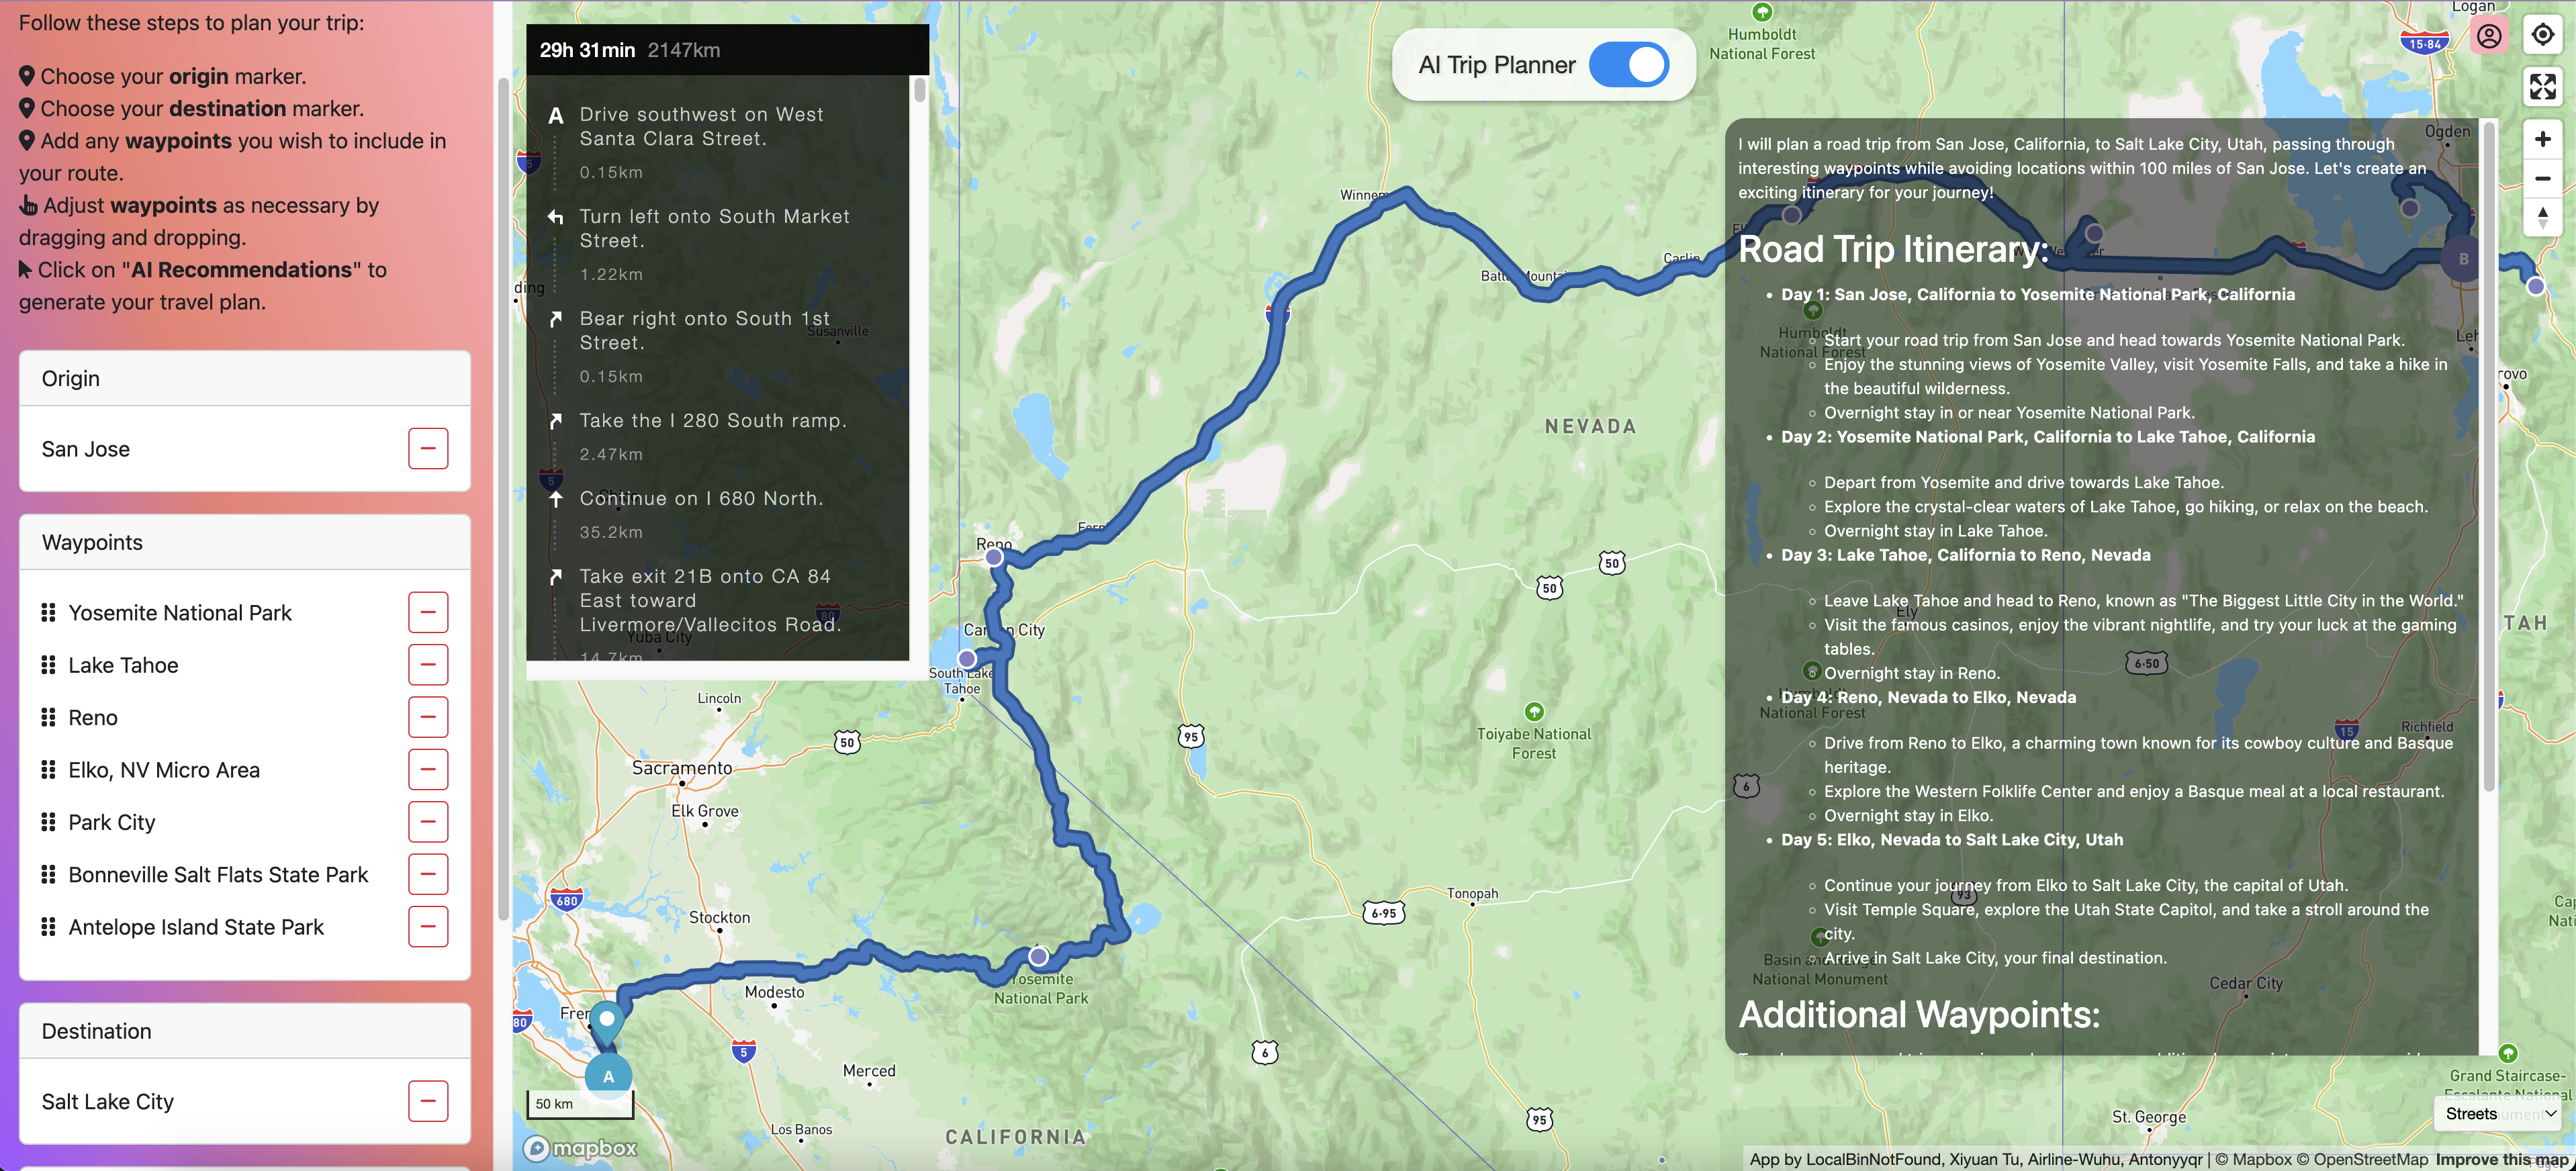 Follow these steps to plan your trip:
Choose your origin marker.
Choose your destination marker.
Add any waypoints you wish to include in
your route.
Adjust waypoints as necessary by
dragging and dropping.
Click on "AI Recommendations" to
generate your travel plan.
Origin
San Jose
Waypoints
Yosemite National Park
Lake Tahoe
Reno
Elko, NV Micro Area
Park City
Bonneville Salt Flats State Park
Antelope Island State Park
Destination
Salt Lake City
29h 31min 2147km
A Drive southwest on West
Santa Clara Street.
0.15km
Turn left onto South Market
Street.
1.22km
Bear right onto South 1st
Street.
0.15km
Take the I 280 South ramp.
2.47km
Continue on I 680 North.
35.2km
Take exit 21B onto CA 84
East toward
Livermore/Vallecitos Road.
14.7km
AI Trip Planner
I will plan a road trip from San Jose, California, to Salt Lake City, Utah, passing through
interesting waypoints while avoiding locations within 100 miles of San Jose. Let's create an
exciting itinerary for your journey!
Road Trip Itinerary:
Day 1: San Jose, California to Yosemite National Park, California
Start your road trip from San Jose and head towards Yosemite National Park.
Enjoy the stunning views of Yosemite Valley, visit Yosemite Falls, and take a hike in
the beautiful wilderness.
Overnight stay in or near Yosemite National Park.
Day 2: Yosemite National Park, California to Lake Tahoe, California
Depart from Yosemite and drive towards Lake Tahoe.
Explore the crystal-clear waters of Lake Tahoe, go hiking, or relax on the beach.
Overnight stay in Lake Tahoe.
Day 3: Lake Tahoe, California to Reno, Nevada
Leave Lake Tahoe and head to Reno, known as "The Biggest Little City in the World."
Visit the famous casinos, enjoy the vibrant nightlife, and try your luck at the gaming
tables.
Overnight stay in Reno.
Day 4: Reno, Nevada to Elko, Nevada
Drive from Reno to Elko, a charming town known for its cowboy culture and Basque
heritage.
Explore the Western Folklife Center and enjoy a Basque meal at a local restaurant.
Overnight stay in Elko.
Day 5: Elko, Nevada to Salt Lake City, Utah
Continue your journey from Elko to Salt Lake City, the capital of Utah.
Visit Temple Square, explore the Utah State Capitol, and take a stroll around the
city.
Arrive in Salt Lake City, your final destination.
Additional Waypoints:
Humboldt
National Forest
Logan
15-84
Ogden
B
Humboldt
National Forest
NEVADA
Reno
50
50
South Lake
Tahoe
Susanville
Yuba City
80
5
Lincoln
50
Sacramento
Elk Grove
95
Toiyabe National
Forest
Ely
6-50
National Forest
6
15
Richfield
680
Stockton
6-95
Tonopah
93
National Monument
Cedar City
Yosemite
National Park
Modesto
80
A
5
Merced
6
Los Banos
95
CALIFORNIA
St. George
Grand Staircase-
50 km
mapbox
Streets
App by LocalBinNotFound, Xiyuan Tu, Airline-Wuhu, Antonyyqr | © Mapbox © OpenStreetMap Improve this map